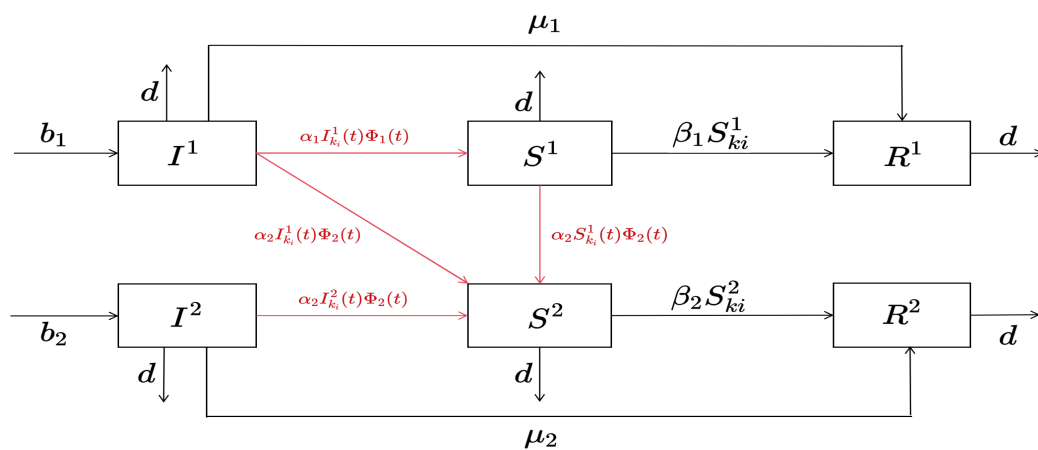 μ₁
d
d
b₁
I¹
α₁I¹ₖᵢ(t)Φ₁(t)
S¹
β₁S¹ₖᵢ
R¹
d
α₂I¹ₖᵢ(t)Φ₂(t)
α₂S¹ₖᵢ(t)Φ₂(t)
b₂
I²
α₂I²ₖᵢ(t)Φ₂(t)
S²
β₂S²ₖᵢ
R²
d
d
d
μ₂